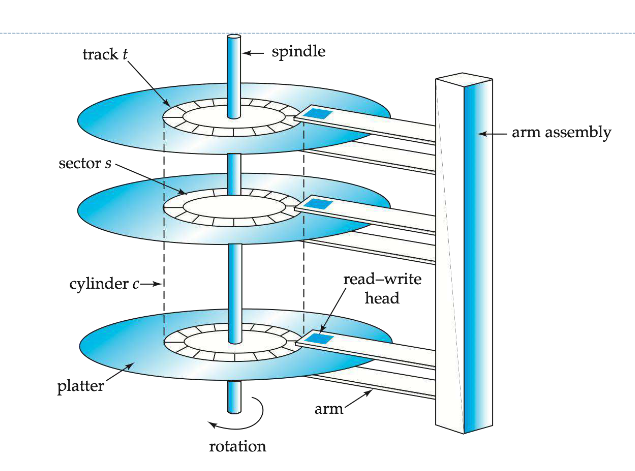 track t
spindle
arm assembly
sector s
cylinder c
read–write
head
platter
arm
rotation